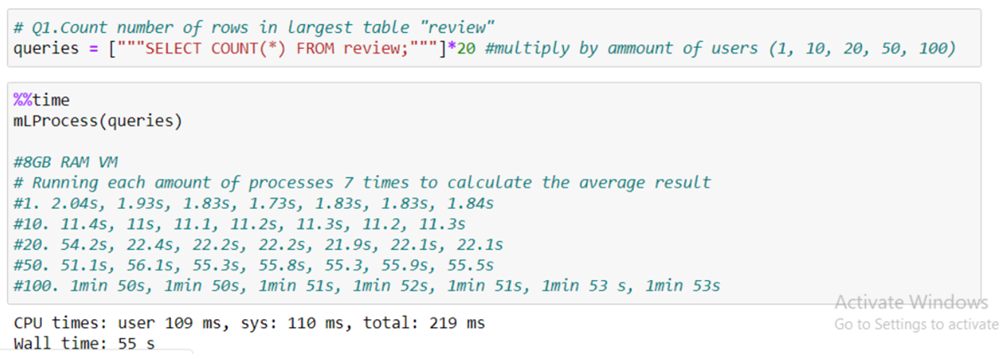 # Q1.Count number of rows in largest table "review"
queries = ["""SELECT COUNT(*) FROM review;"""]*20 #multiply by ammount of users (1, 10, 20, 50, 100)
%%time
mLProcess(queries)
#8GB RAM VM
# Running each amount of processes 7 times to calculate the average result
#1. 2.04s, 1.93s, 1.83s, 1.73s, 1.83s, 1.83s, 1.84s
#10. 11.4s, 11s, 11.1, 11.2s, 11.3s, 11.2, 11.3s
#20. 54.2s, 22.4s, 22.2s, 22.2s, 21.9s, 22.1s, 22.1s
#50. 51.1s, 56.1s, 55.3s, 55.8s, 55.3, 55.9s, 55.5s
#100. 1min 50s, 1min 50s, 1min 51s, 1min 52s, 1min 51s, 1min 53 s, 1min 53s
Activate Windows
Go to Settings to activate
CPU times: user 109 ms, sys: 110 ms, total: 219 ms
Wall time: 55 s